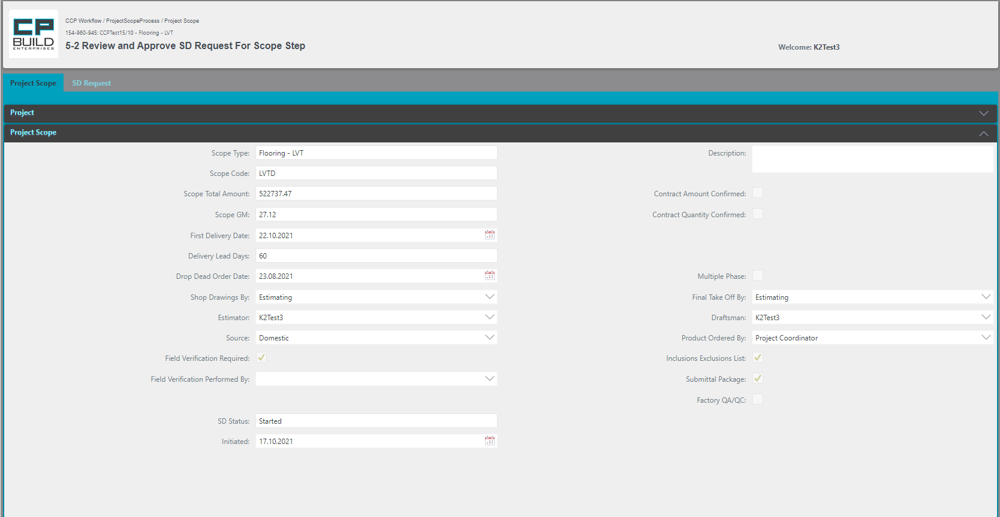 CP
BUILD
ENTERPRISES
CCP Workflow / ProjectScopeProcess / Project Scope
154-960-945: CCPTest15/10 - Flooring - LVT
5-2 Review and Approve SD Request For Scope Step
Welcome: K2Test3
Project Scope SD Request
Project
Project Scope
Scope Type: Flooring - LVT Description:
Scope Code: LVTD
Scope Total Amount: 522737.47 Contract Amount Confirmed:
Scope GM: 27.12 Contract Quantity Confirmed:
First Delivery Date: 22.10.2021
Delivery Lead Days: 60
Drop Dead Order Date: 23.08.2021 Multiple Phase:
Shop Drawings By: Estimating Final Take Off By: Estimating
Estimator: K2Test3 Draftsman: K2Test3
Source: Domestic Product Ordered By: Project Coordinator
Field Verification Required: Inclusions Exclusions List:
Field Verification Performed By: Submittal Package:
Factory QA/QC:
SD Status: Started
Initiated: 17.10.2021